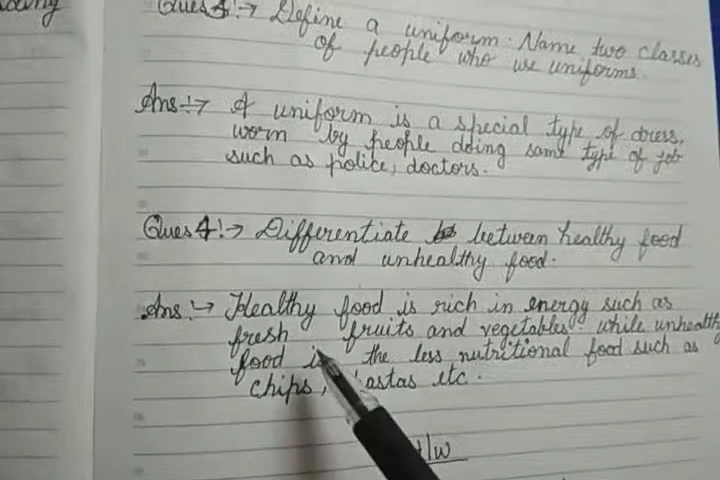 Ques 4:→ Define a uniform. Name two classes
of people who use uniforms.
Ans:→ A uniform is a special type of dress,
worn by people doing same type of job
such as police, doctors.
Ques 4:→ Differentiate between healthy food
and unhealthy food.
Ans:→ Healthy food is rich in energy such as
fresh fruits and vegetables while unhealthy
food is the less nutritional food such as
chips, astas etc.
/w